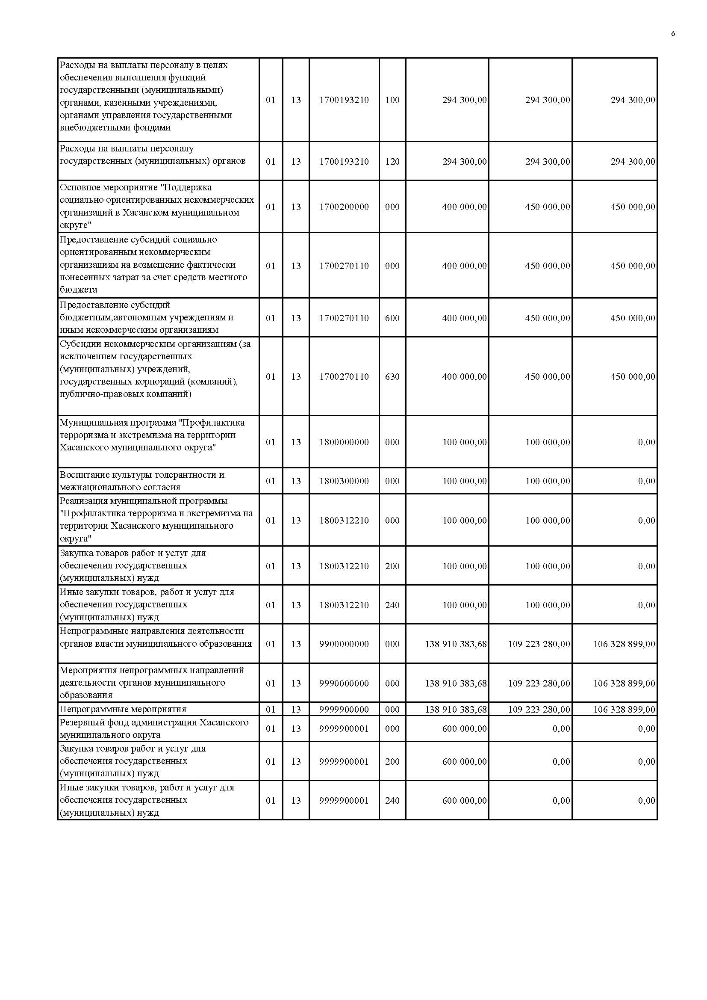 6
Расходы на выплаты персоналу в целях
обеспечения выполнения функций
государственными (муниципальными)
органами, казенными учреждениями,
органами управления государственными
внебюджетными фондами
01 13 1700193210 100 294 300,00 294 300,00 294 300,00
Расходы на выплаты персоналу
государственных (муниципальных) органов
01 13 1700193210 120 294 300,00 294 300,00 294 300,00
Основное мероприятие "Поддержка
социально ориентированных некоммерческих
организаций в Хасанском муниципальном
округе"
01 13 1700200000 000 400 000,00 450 000,00 450 000,00
Предоставление субсидий социально
ориентированным некоммерческим
организациям на возмещение фактически
понесенных затрат за счет средств местного
бюджета
01 13 1700270110 000 400 000,00 450 000,00 450 000,00
Предоставление субсидий
бюджетным,автономным учреждениям и
иным некоммерческим организациям
01 13 1700270110 600 400 000,00 450 000,00 450 000,00
Субсидии некоммерческим организациям (за
исключением государственных
(муниципальных) учреждений,
государственных корпораций (компаний),
публично-правовых компаний)
01 13 1700270110 630 400 000,00 450 000,00 450 000,00
Муниципальная программа "Профилактика
терроризма и экстремизма на территории
Хасанского муниципального округа"
01 13 1800000000 000 100 000,00 100 000,00 0,00
Воспитание культуры толерантности и
межнационального согласия
01 13 1800300000 000 100 000,00 100 000,00 0,00
Реализация муниципальной программы
"Профилактика терроризма и экстремизма на
территории Хасанского муниципального
округа"
01 13 1800312210 000 100 000,00 100 000,00 0,00
Закупка товаров работ и услуг для
обеспечения государственных
(муниципальных) нужд
01 13 1800312210 200 100 000,00 100 000,00 0,00
Иные закупки товаров, работ и услуг для
обеспечения государственных
(муниципальных) нужд
01 13 1800312210 240 100 000,00 100 000,00 0,00
Непрограммные направления деятельности
органов власти муниципального образования
01 13 9900000000 000 138 910 383,68 109 223 280,00 106 328 899,00
Мероприятия непрограммных направлений
деятельности органов муниципального
образования
01 13 9990000000 000 138 910 383,68 109 223 280,00 106 328 899,00
Непрограммные мероприятия 01 13 9999900000 000 138 910 383,68 109 223 280,00 106 328 899,00
Резервный фонд администрации Хасанского
муниципального округа
01 13 9999900001 000 600 000,00 0,00 0,00
Закупка товаров работ и услуг для
обеспечения государственных
(муниципальных) нужд
01 13 9999900001 200 600 000,00 0,00 0,00
Иные закупки товаров, работ и услуг для
обеспечения государственных
(муниципальных) нужд
01 13 9999900001 240 600 000,00 0,00 0,00